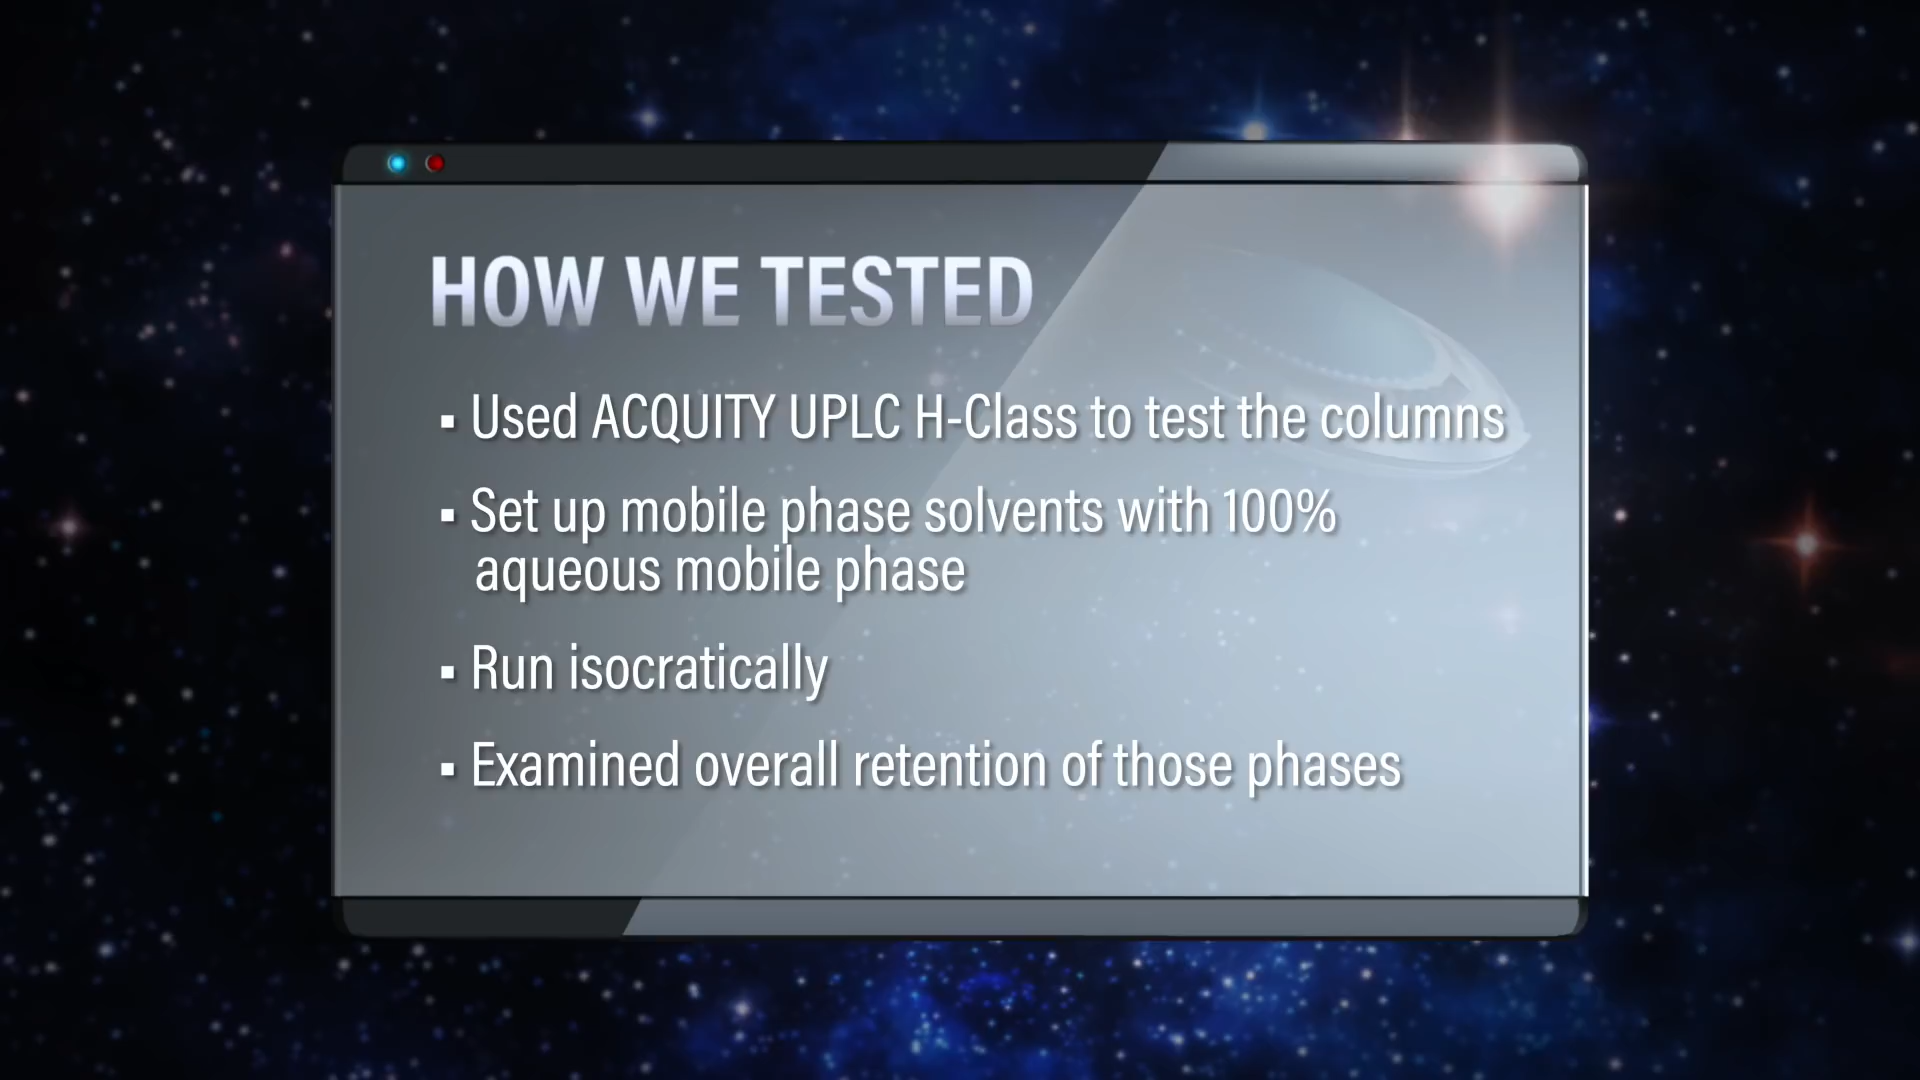 HOW WE TESTED
▪ Used ACQUITY UPLC H-Class to test the columns
▪ Set up mobile phase solvents with 100%
aqueous mobile phase
▪ Run isocratically
▪ Examined overall retention of those phases